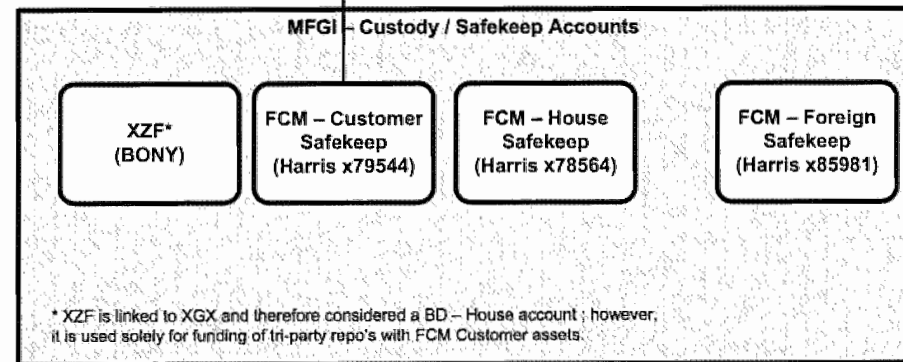 MFGI – Custody / Safekeep Accounts
XZF*
(BONY)
FCM – Customer
Safekeep
(Harris x79544)
FCM – House
Safekeep
(Harris x78564)
FCM – Foreign
Safekeep
(Harris x85981)
* XZF is linked to XGX and therefore considered a BD – House account ; however,
it is used solely for funding of tri-party repo's with FCM Customer assets.